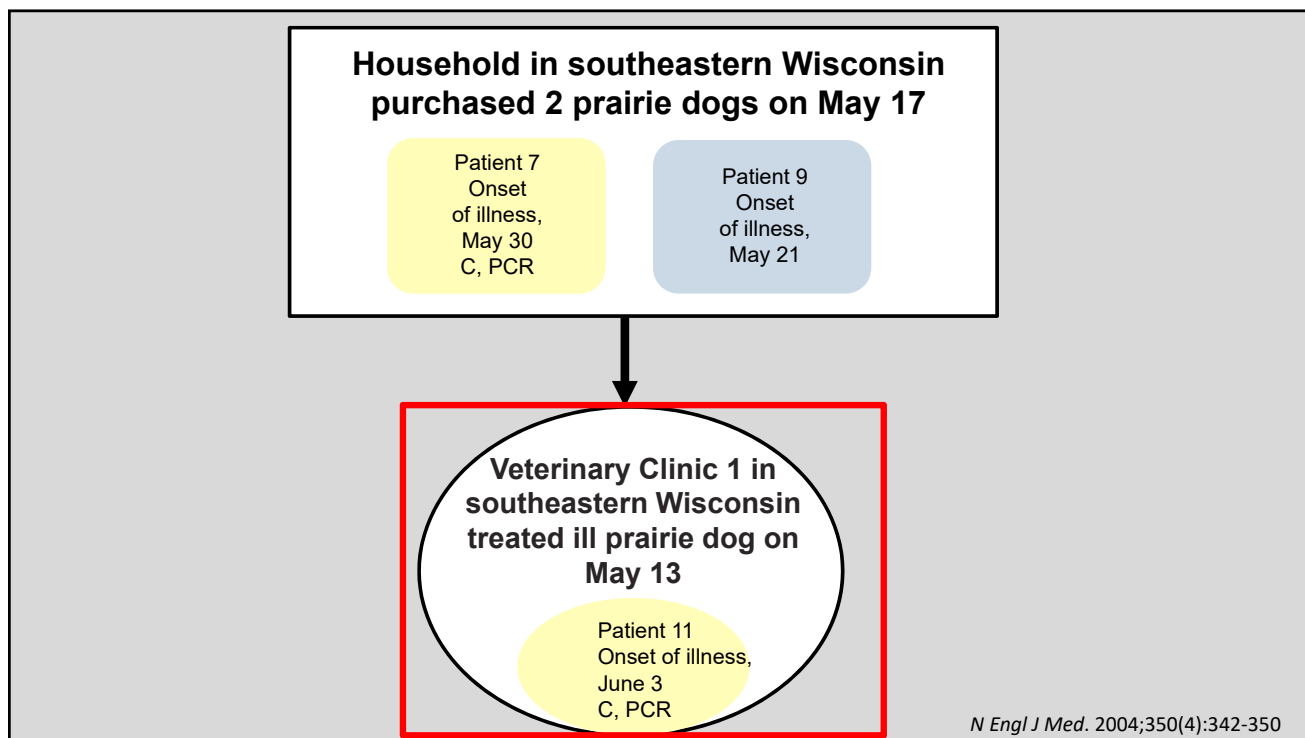 Household in southeastern Wisconsin
purchased 2 prairie dogs on May 17
Patient 7
Onset
of illness,
May 30
C, PCR
Patient 9
Onset
of illness,
May 21
Veterinary Clinic 1 in
southeastern Wisconsin
treated ill prairie dog on
May 13
Patient 11
Onset of illness,
June 3
C, PCR
N Engl J Med. 2004;350(4):342-350